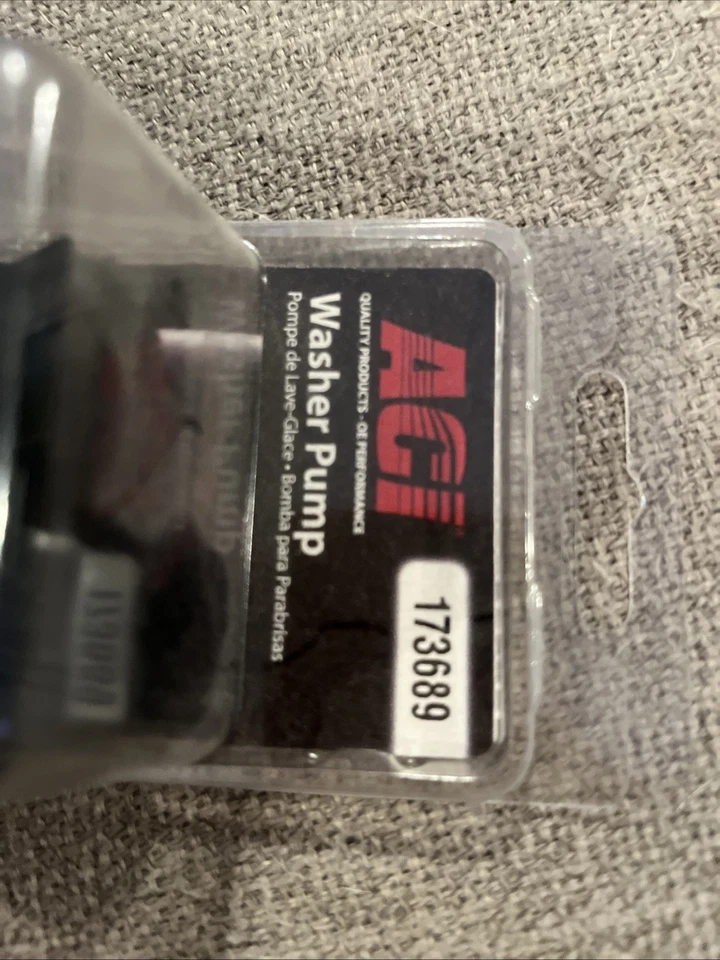 ACI
QUALITY PRODUCTS • OE PERFORMANCE
Washer Pump
Pompe de Lave-Glace • Bomba para Parabrisas
173689